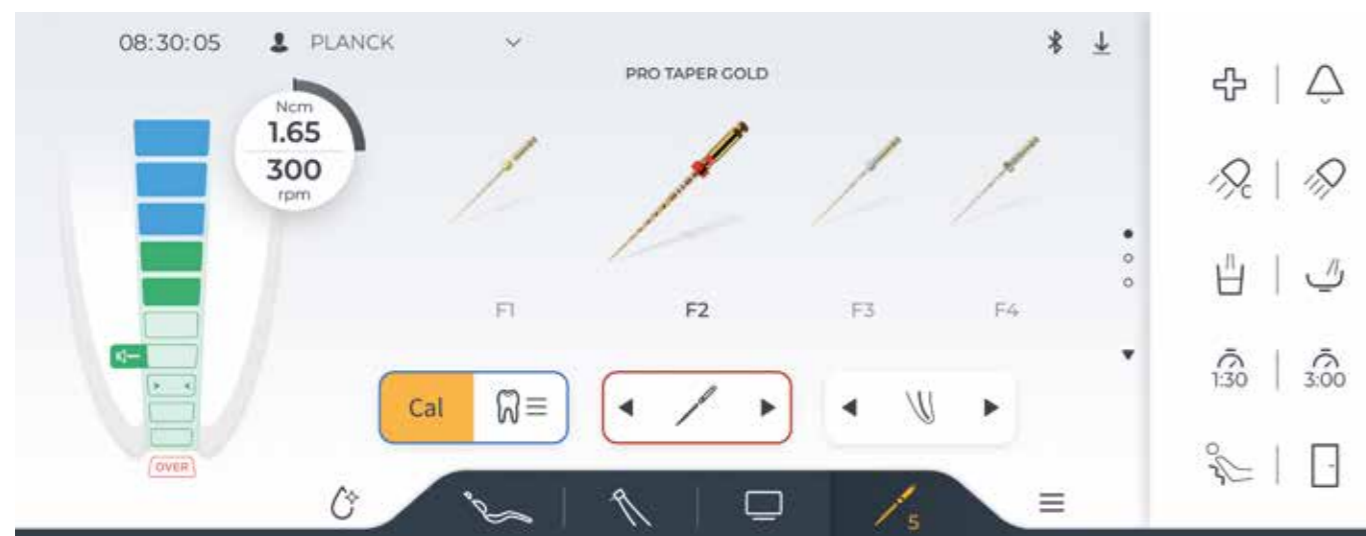 08:30:05 PLANCK
PRO TAPER GOLD
Ncm
1.65
300
rpm
F1 F2 F3 F4
Cal
OVER
C
1:30 3:00
5